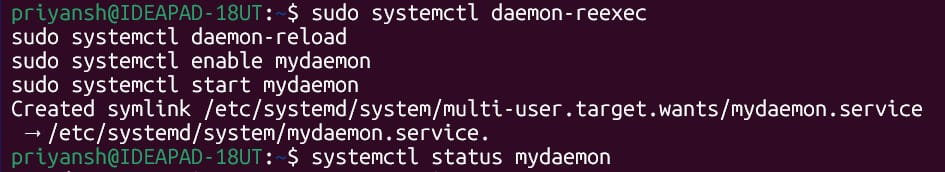 priyansh@IDEAPAD-18UT:~$ sudo systemctl daemon-reexec
sudo systemctl daemon-reload
sudo systemctl enable mydaemon
sudo systemctl start mydaemon
Created symlink /etc/systemd/system/multi-user.target.wants/mydaemon.service
→ /etc/systemd/system/mydaemon.service.
priyansh@IDEAPAD-18UT:~$ systemctl status mydaemon